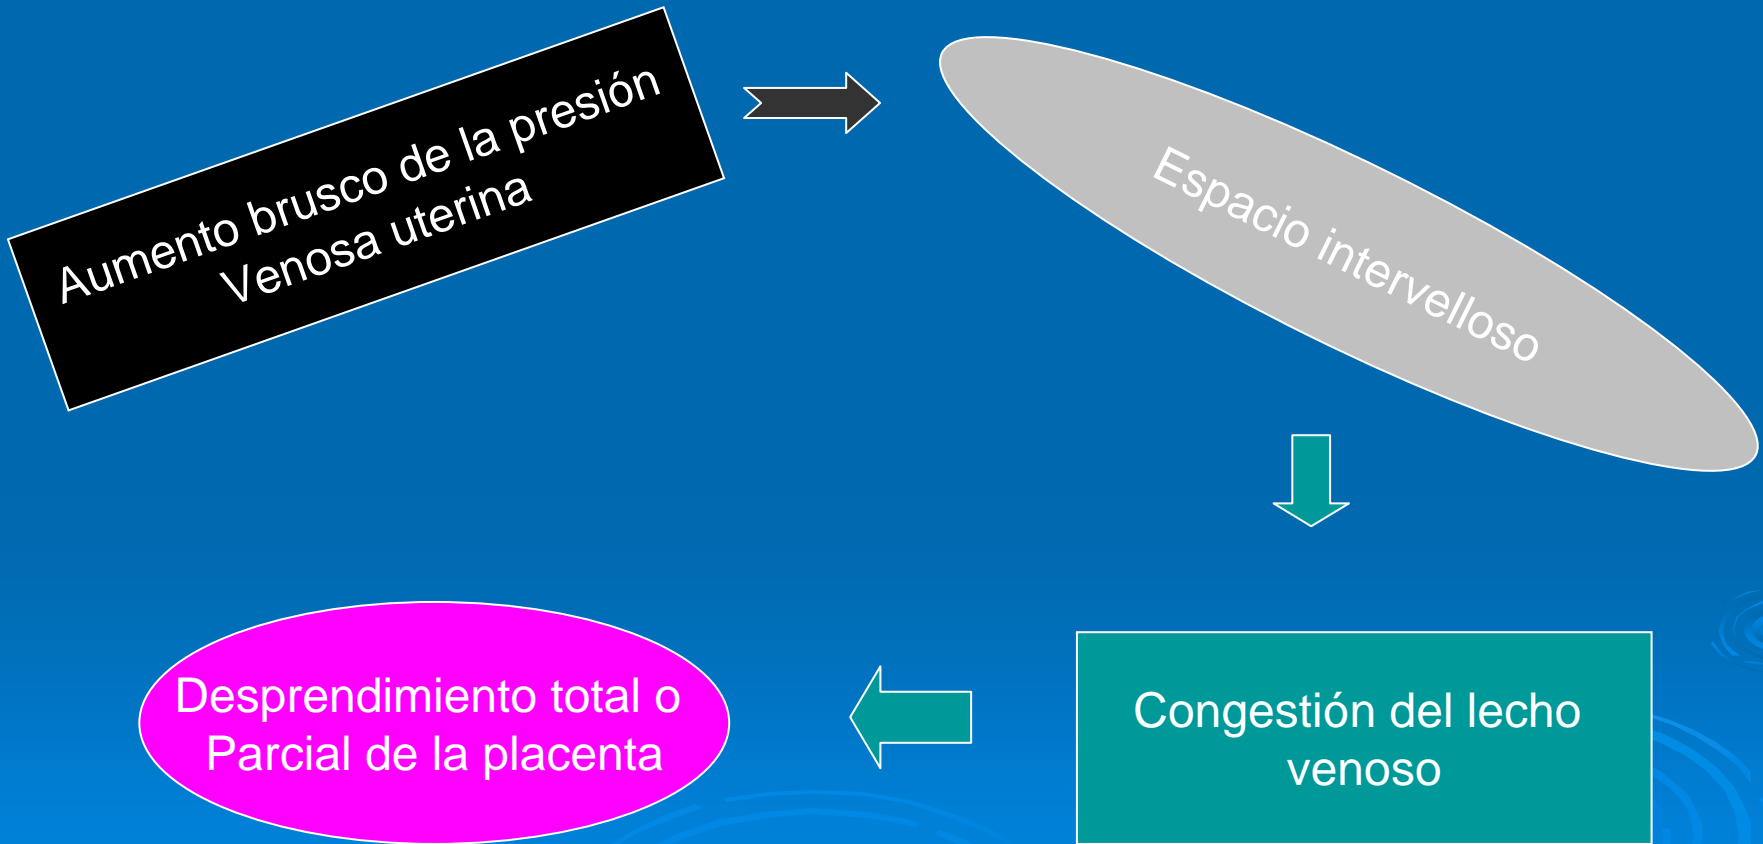 Aumento brusco de la presión
Venosa uterina
Espacio intervelloso
Congestión del lecho
venoso
Desprendimiento total o
Parcial de la placenta